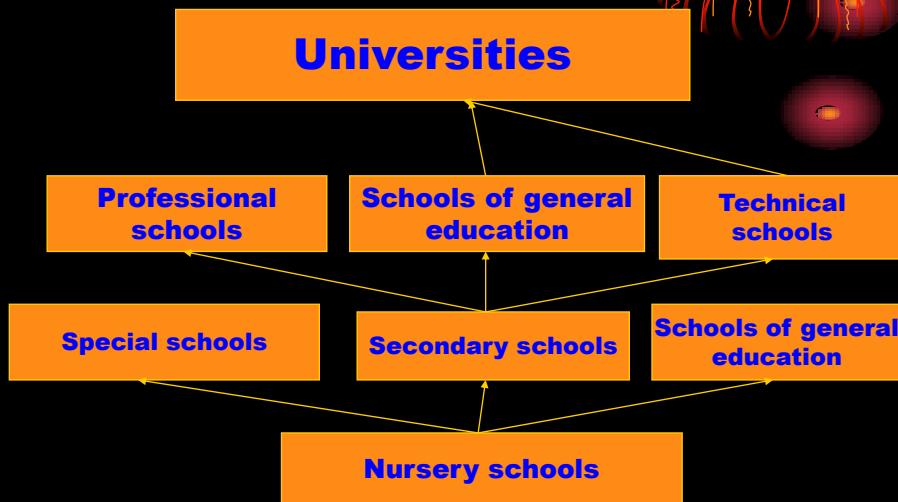 Universities
Professional
schools
Schools of general
education
Technical
schools
Special schools
Secondary schools
Schools of general
education
Nursery schools